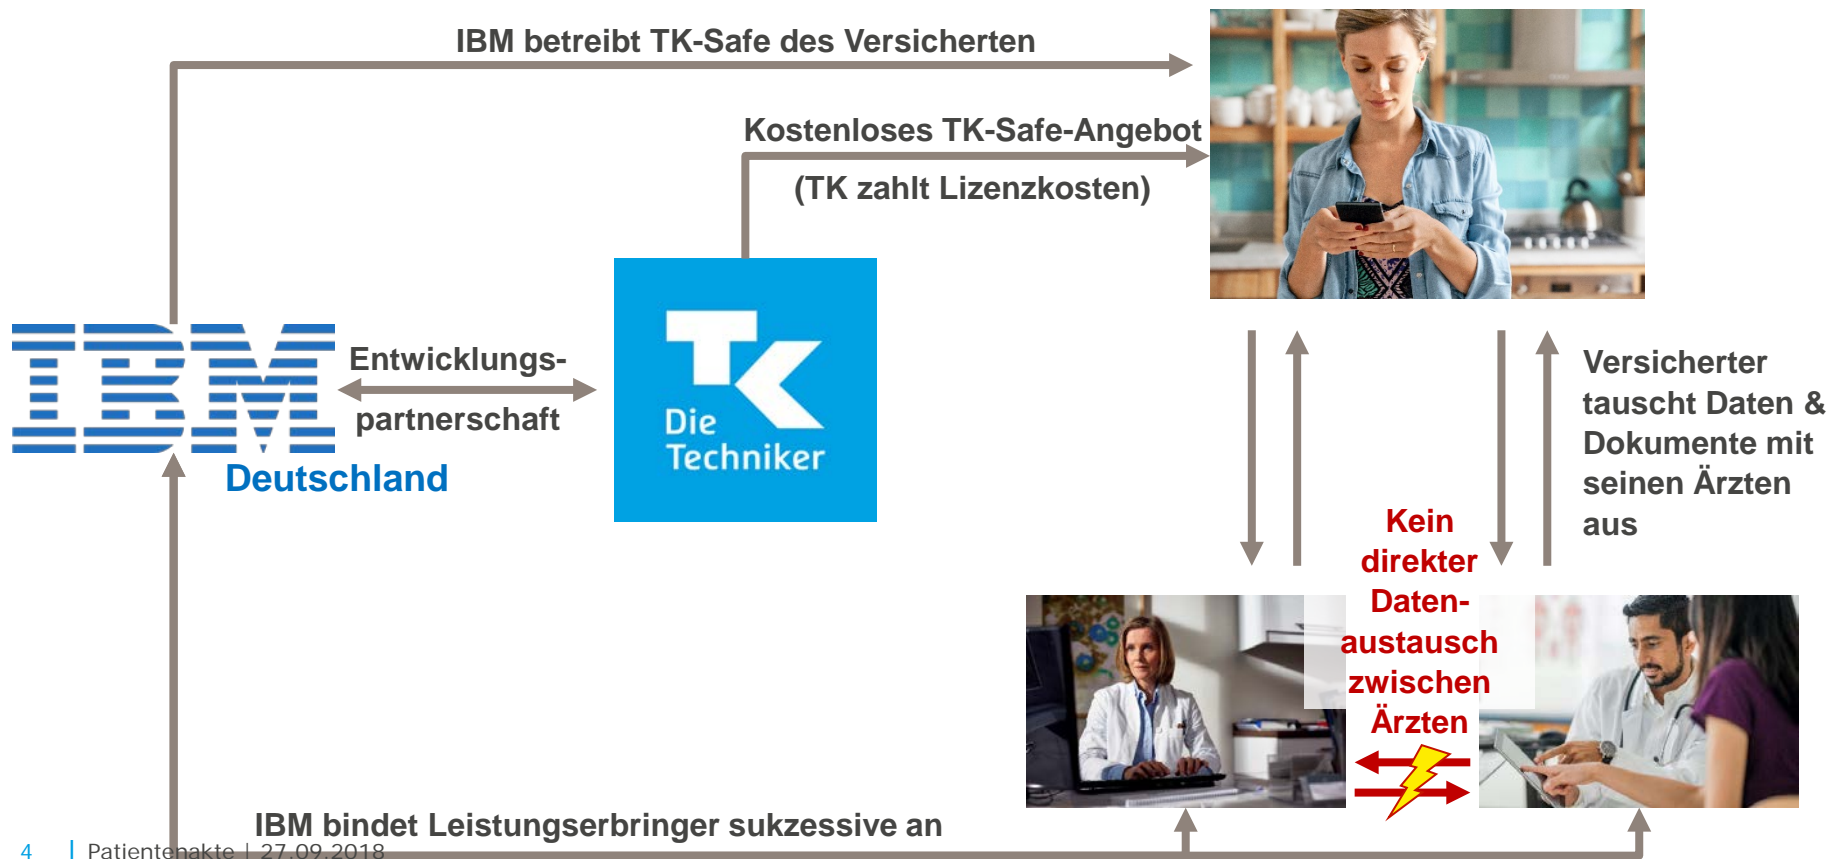 IBM betreibt TK-Safe des Versicherten
Kostenloses TK-Safe-Angebot
(TK zahlt Lizenzkosten)
IBM
Deutschland
Entwicklungs-
partnerschaft
TK
Die
Techniker
Versicherter
tauscht Daten &
Dokumente mit
seinen Ärzten
aus
Kein
direkter
Daten-
austausch
zwischen
Ärzten
IBM bindet Leistungserbringer sukzessive an
4 | Patientenakte | 27.09.2018